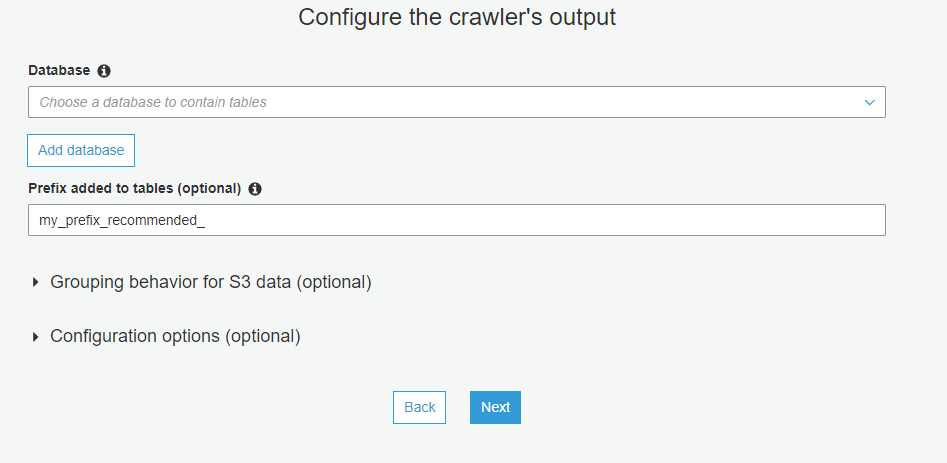 Configure the crawler's output
Database
Choose a database to contain tables
Add database
Prefix added to tables (optional)
my_prefix_recommended_
Grouping behavior for S3 data (optional)
Configuration options (optional)
Back Next